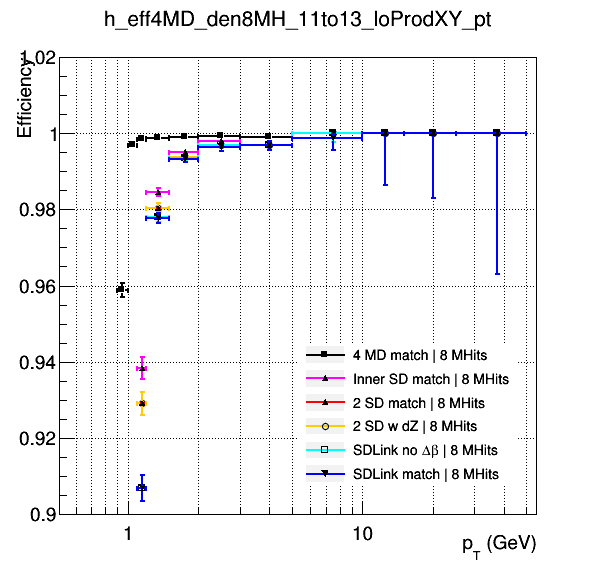 h_eff4MD_den8MH_11to13_loProdXY_pt
Efficiency
1.02
1
0.98
0.96
0.94
0.92
0.9
4 MD match | 8 MHits
Inner SD match | 8 MHits
2 SD match | 8 MHits
2 SD w dZ | 8 MHits
SDLink no Δβ | 8 MHits
SDLink match | 8 MHits
1 10
p_T (GeV)